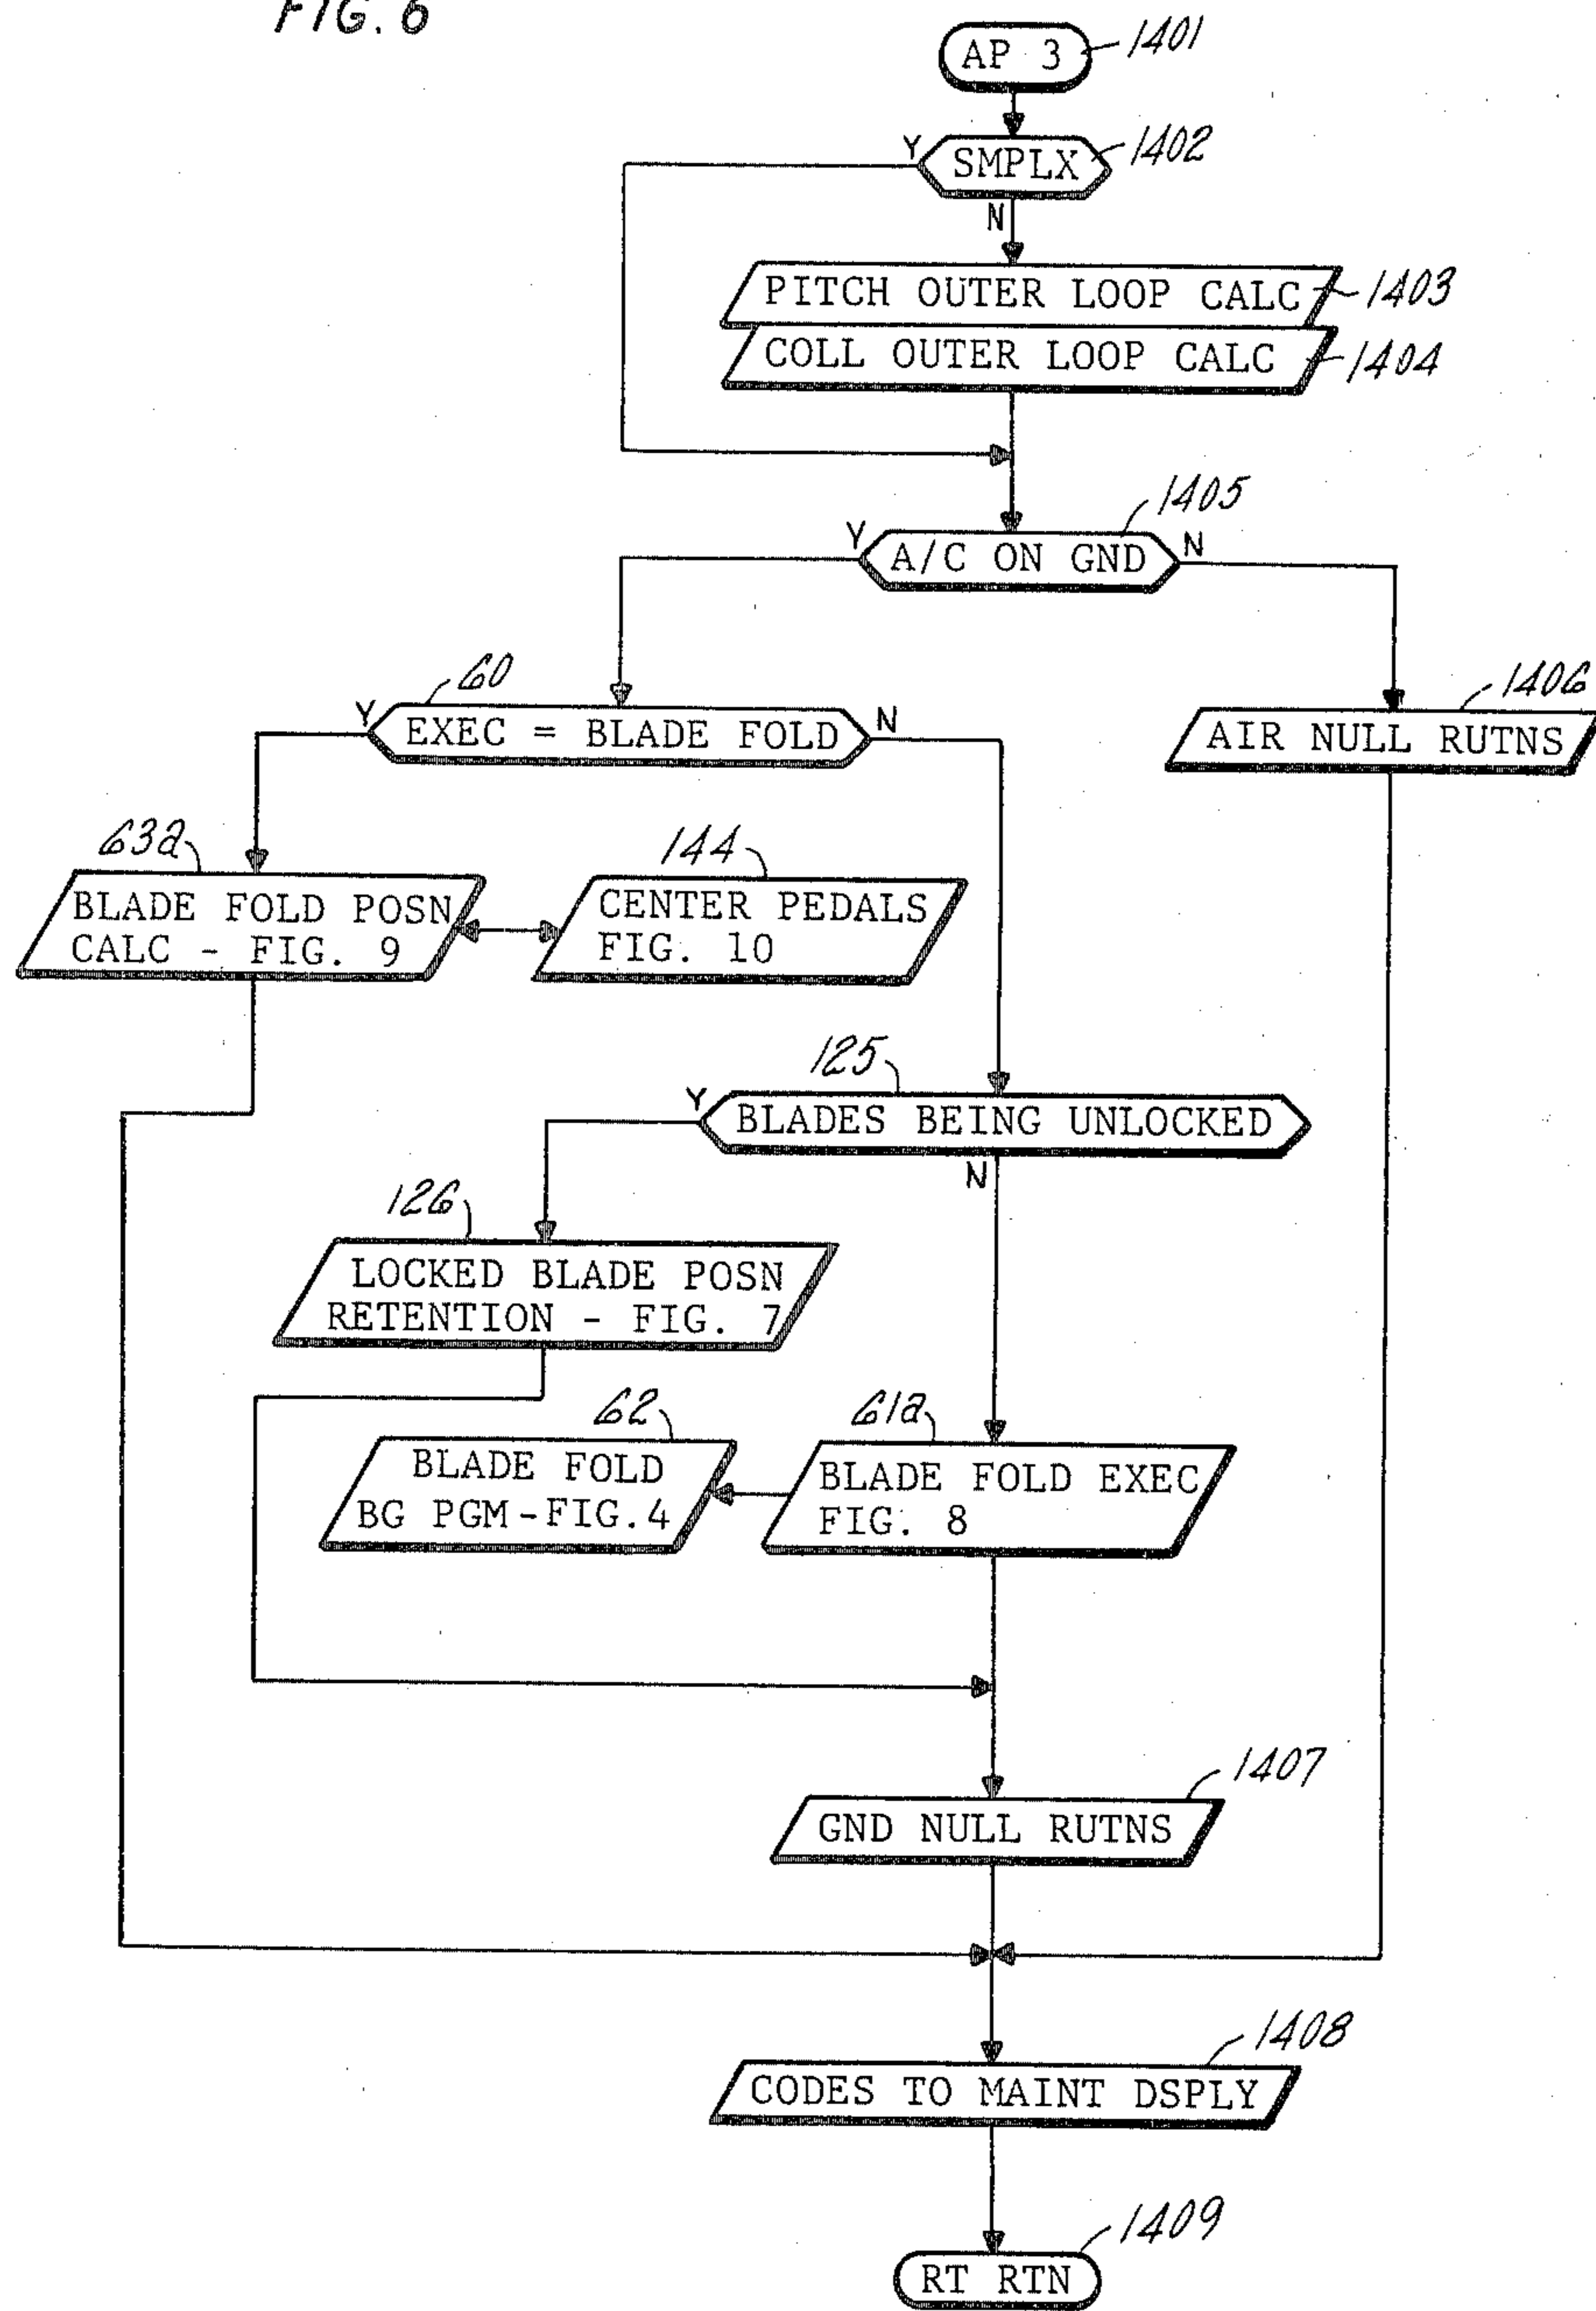 FIG. 6
AP 3
1401
Y
SMPLX
1402
N
PITCH OUTER LOOP CALC
1403
COLL OUTER LOOP CALC
1404
1405
Y
A/C ON GND
N
60
Y
EXEC = BLADE FOLD
N
1406
AIR NULL RUTNS
63a
BLADE FOLD POSN
CALC - FIG. 9
144
CENTER PEDALS
FIG. 10
125
Y
BLADES BEING UNLOCKED
N
126
LOCKED BLADE POSN
RETENTION - FIG. 7
62
BLADE FOLD
BG PGM-FIG.4
61a
BLADE FOLD EXEC
FIG. 8
1407
GND NULL RUTNS
1408
CODES TO MAINT DSPLY
1409
RT RTN